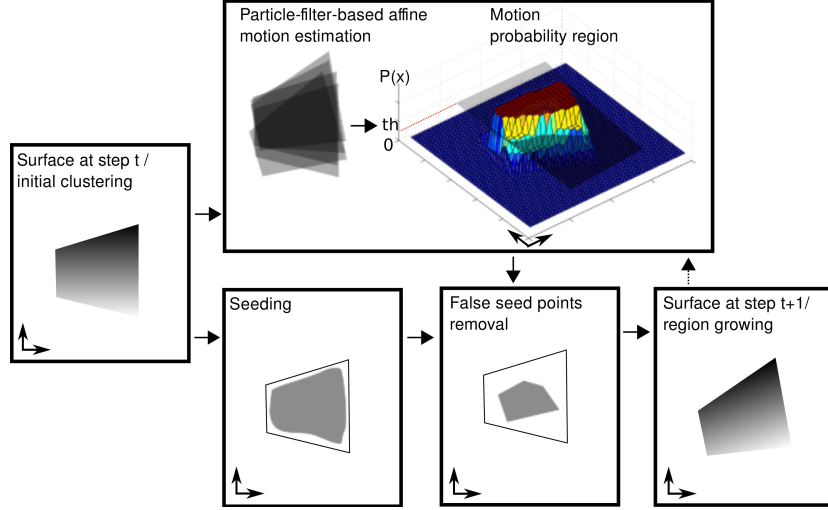 Particle-filter-based affine
motion estimation
Motion
probability region
P(x)
th
0
Surface at step t /
initial clustering
Seeding
False seed points
removal
Surface at step t+1/
region growing